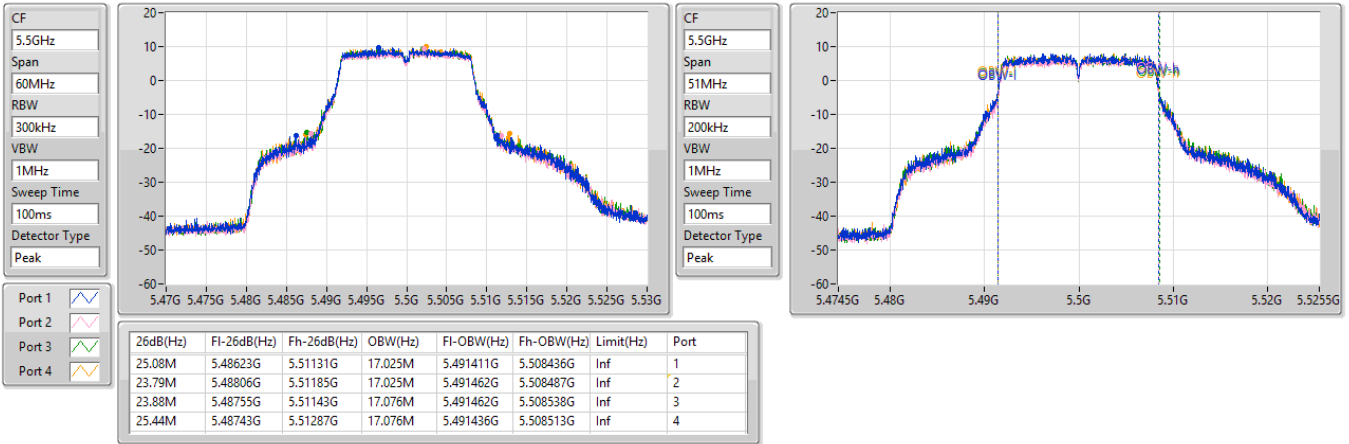 CF
5.5GHz
Span
60MHz
RBW
300kHz
VBW
1MHz
Sweep Time
100ms
Detector Type
Peak
20
10
0
-10
-20
-30
-40
-50
-60
5.47G 5.475G 5.48G 5.485G 5.49G 5.495G 5.5G 5.505G 5.51G 5.515G 5.52G 5.525G 5.53G
CF
5.5GHz
Span
51MHz
RBW
200kHz
VBW
1MHz
Sweep Time
100ms
Detector Type
Peak
20
10
0
-10
-20
-30
-40
-50
-60
OBW-l OBW-h
5.4745G 5.48G 5.49G 5.5G 5.51G 5.52G 5.5255G
Port 1
Port 2
Port 3
Port 4
26dB(Hz) Fl-26dB(Hz) Fh-26dB(Hz) OBW(Hz) Fl-OBW(Hz) Fh-OBW(Hz) Limit(Hz) Port
25.08M 5.48623G 5.51131G 17.025M 5.491411G 5.508436G Inf 1
23.79M 5.48806G 5.51185G 17.025M 5.491462G 5.508487G Inf 2
23.88M 5.48755G 5.51143G 17.076M 5.491462G 5.508538G Inf 3
25.44M 5.48743G 5.51287G 17.076M 5.491436G 5.508513G Inf 4